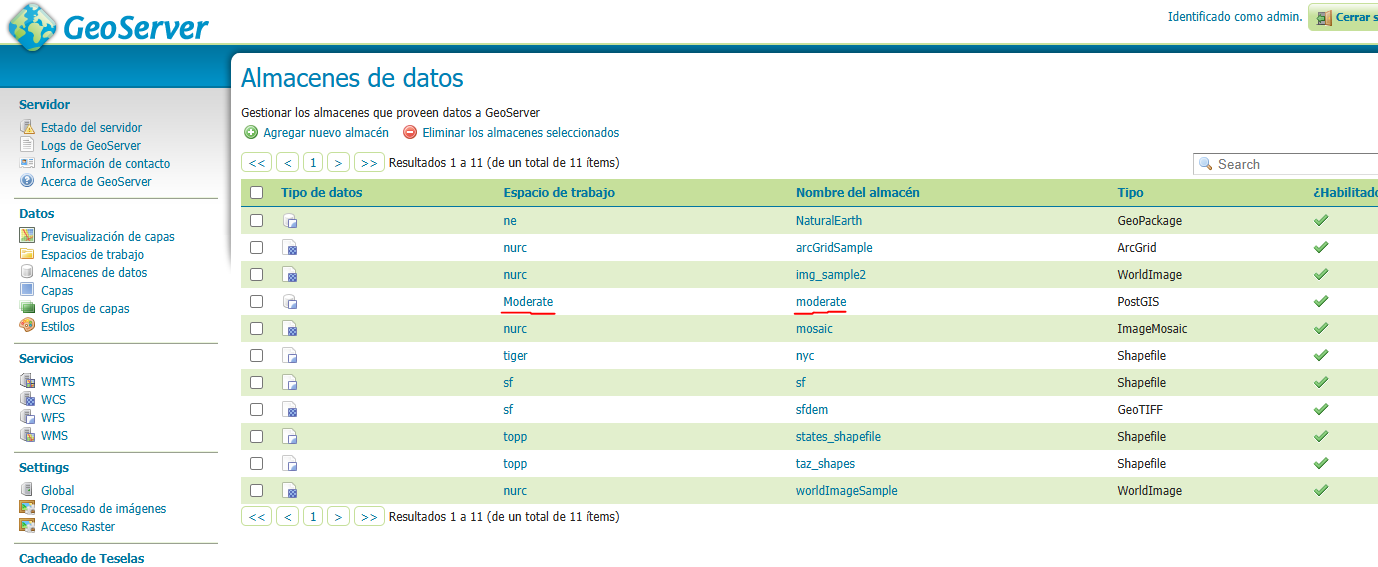 GeoServer
Identificado como admin. Cerrar s
Almacenes de datos
Gestionar los almacenes que proveen datos a GeoServer
Agregar nuevo almacén Eliminar los almacenes seleccionados
<< < 1 > >> Resultados 1 a 11 (de un total de 11 ítems) Search
Tipo de datos Espacio de trabajo Nombre del almacén Tipo ¿Habilitado
ne NaturalEarth GeoPackage
nurc arcGridSample ArcGrid
nurc img_sample2 WorldImage
Moderate moderate PostGIS
nurc mosaic ImageMosaic
tiger nyc Shapefile
sf sf Shapefile
sf sfdem GeoTIFF
topp states_shapefile Shapefile
topp taz_shapes Shapefile
nurc worldImageSample WorldImage
<< < 1 > >> Resultados 1 a 11 (de un total de 11 ítems)
Servidor
Estado del servidor
Logs de GeoServer
Información de contacto
Acerca de GeoServer
Datos
Previsualización de capas
Espacios de trabajo
Almacenes de datos
Capas
Grupos de capas
Estilos
Servicios
WMTS
WCS
WFS
WMS
Settings
Global
Procesado de imágenes
Acceso Raster
Cacheado de Teselas